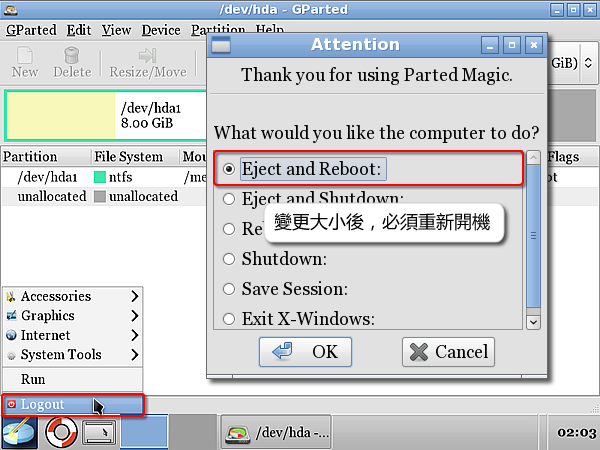 /dev/hda - GParted
GParted Edit View Device Partition Help
New Delete Resize/Move
GiB)
/dev/hda1
8.00 GiB
Partition File System Mou Flags
/dev/hda1 ntfs /me ot
unallocated unallocated
Attention
Thank you for using Parted Magic.
What would you like the computer to do?
Eject and Reboot:
Eject and Shutdown:
Re
變更大小後，必須重新開機
Shutdown:
Save Session:
Exit X-Windows:
OK Cancel
Accessories
Graphics
Internet
System Tools
Run
Logout
/dev/hda -...
02:03